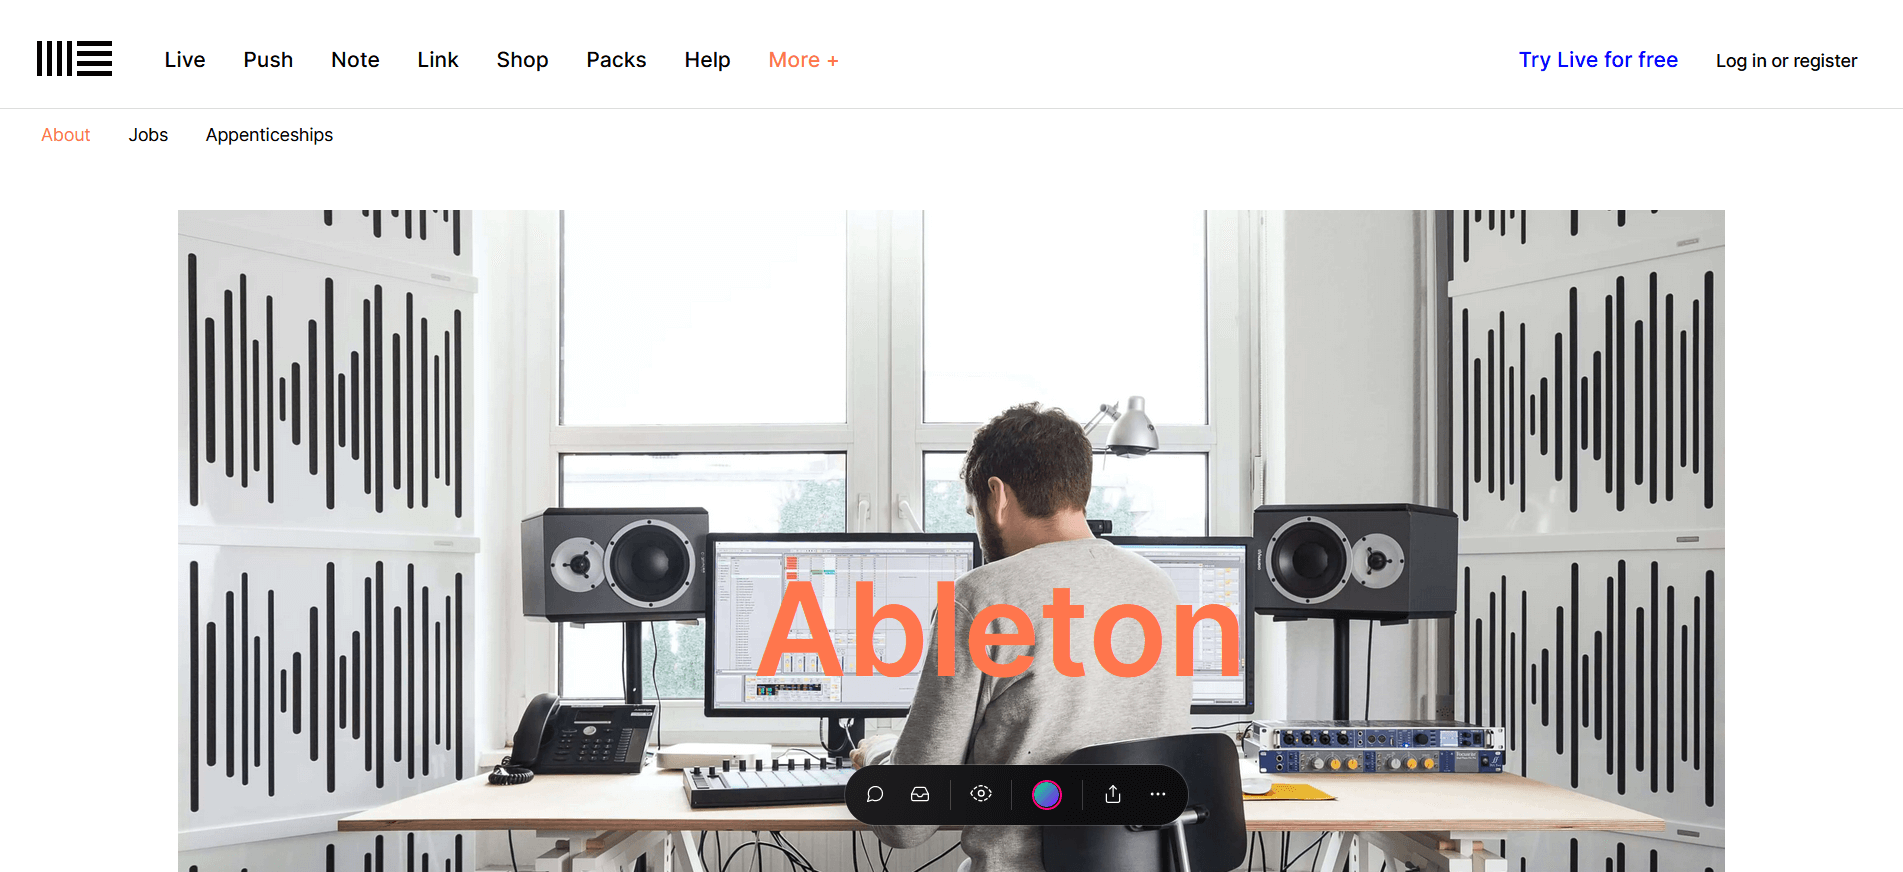 Live Push Note Link Shop Packs Help More + Try Live for free Log in or register
About Jobs Appenticeships
Ableton